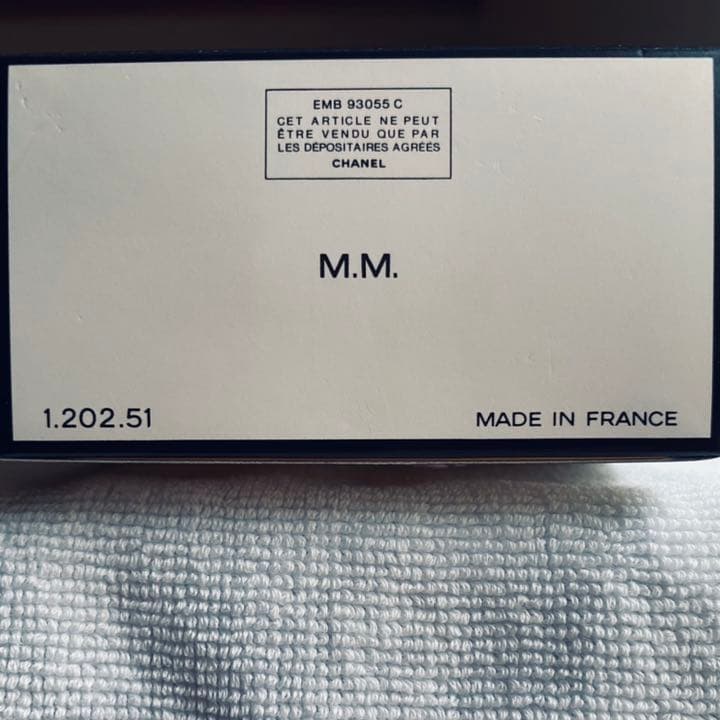 EMB 93055 C
CET ARTICLE NE PEUT
ÊTRE VENDU QUE PAR
LES DÉPOSITAIRES AGRÉÉS
CHANEL
M.M.
1.202.51
MADE IN FRANCE